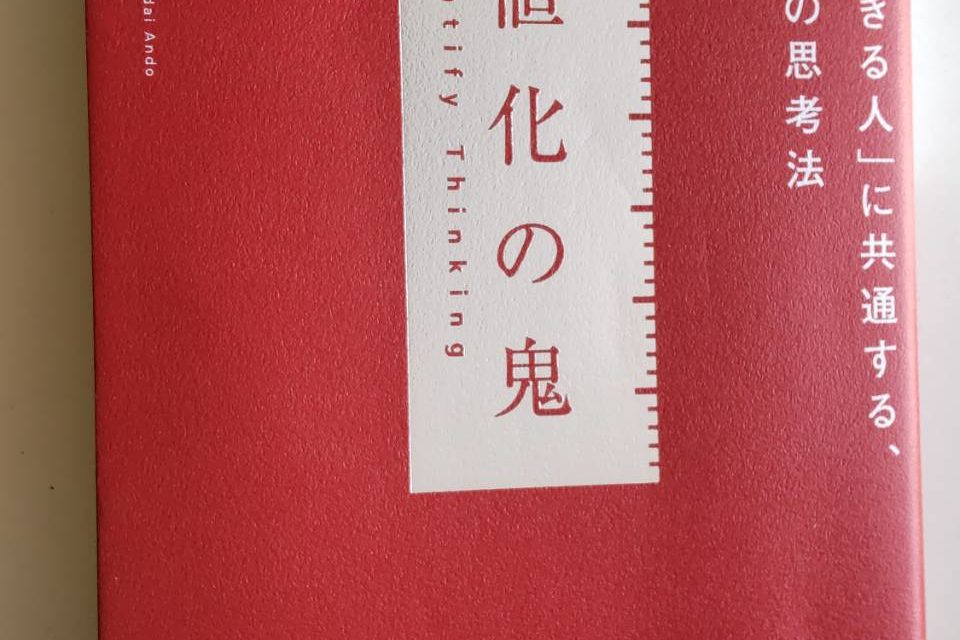 きる人」に共通する、
の思考法
値化の鬼
tify Thinking
dai Ando